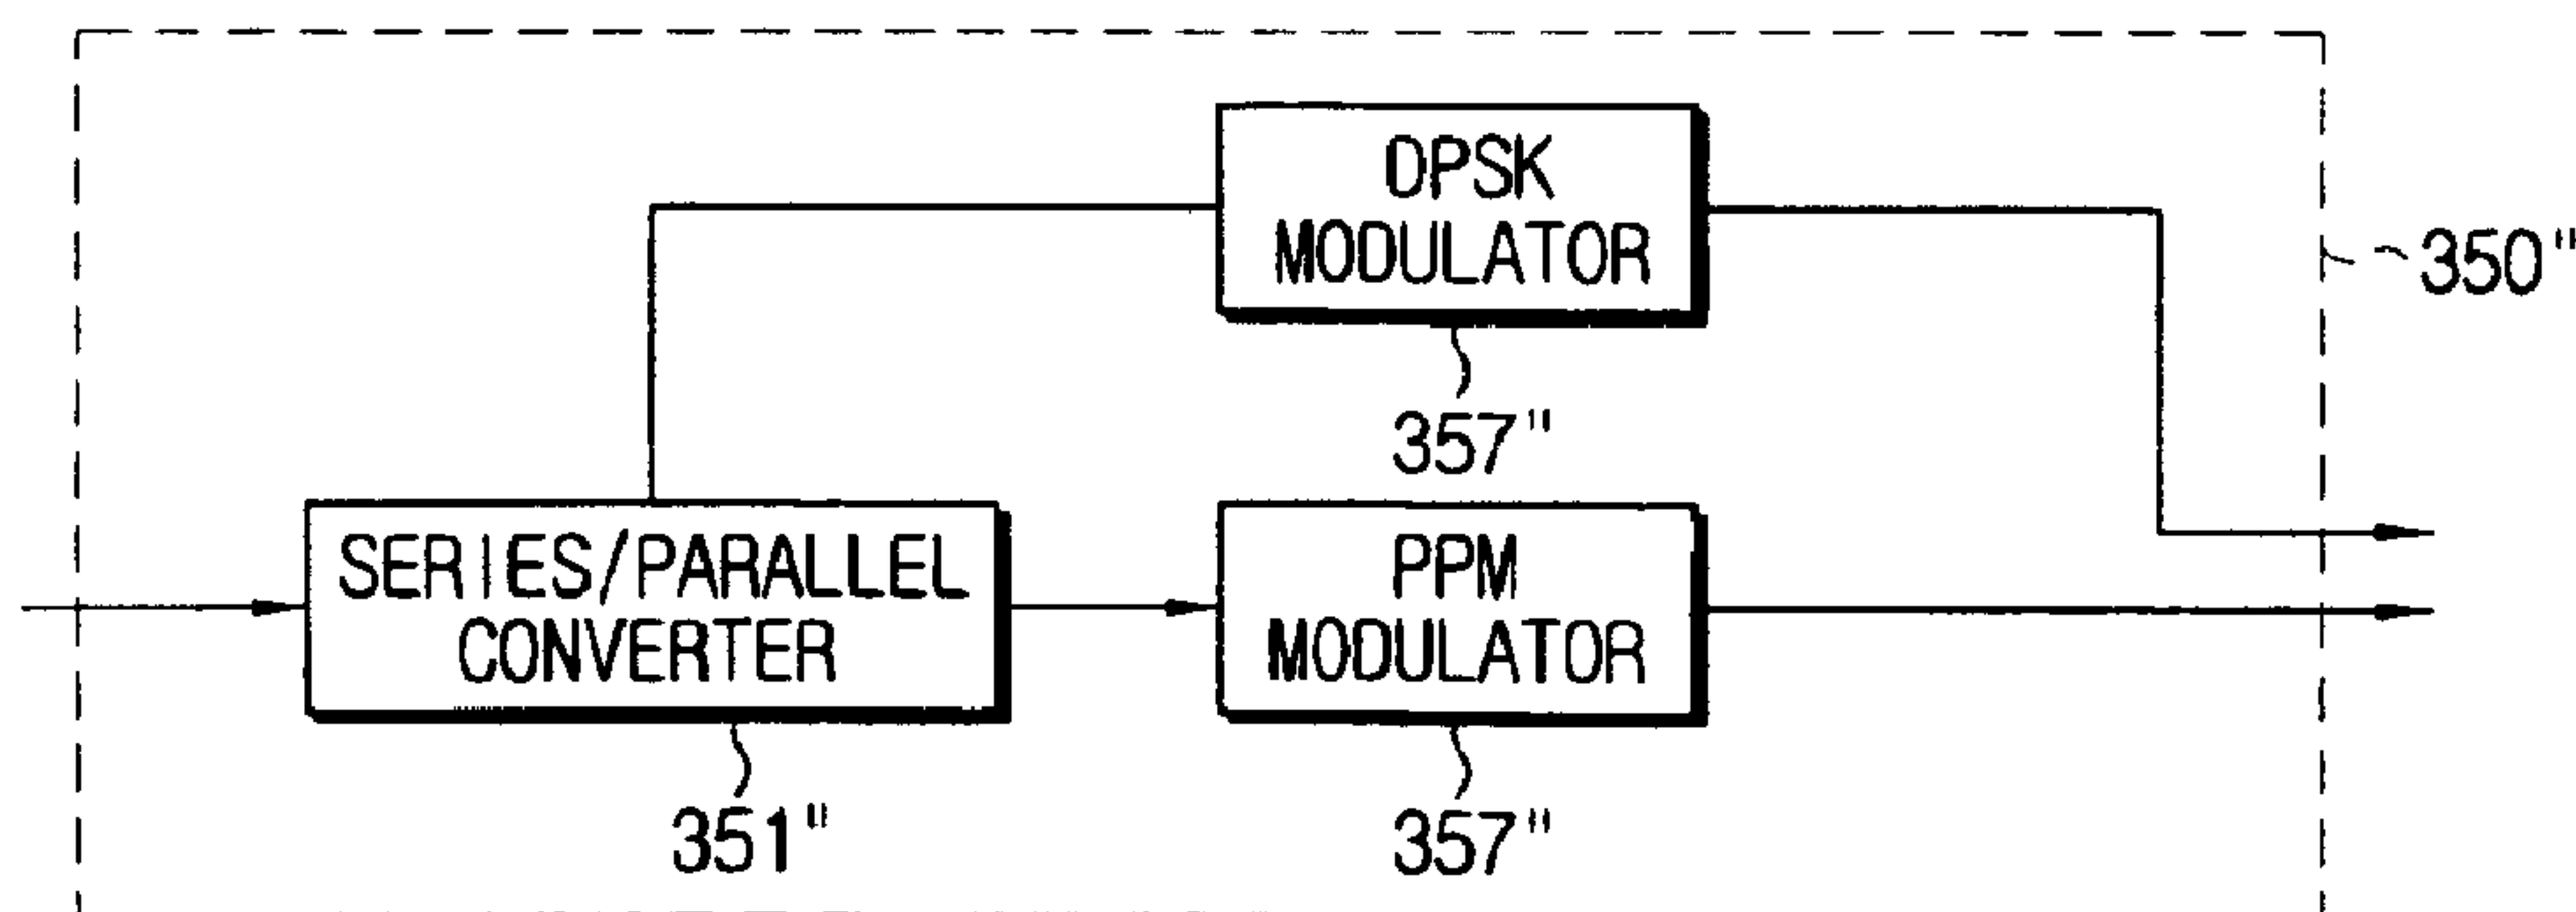 DPSK
MODULATOR
350"
357"
SERIES/PARALLEL
CONVERTER
PPM
MODULATOR
351"
357"